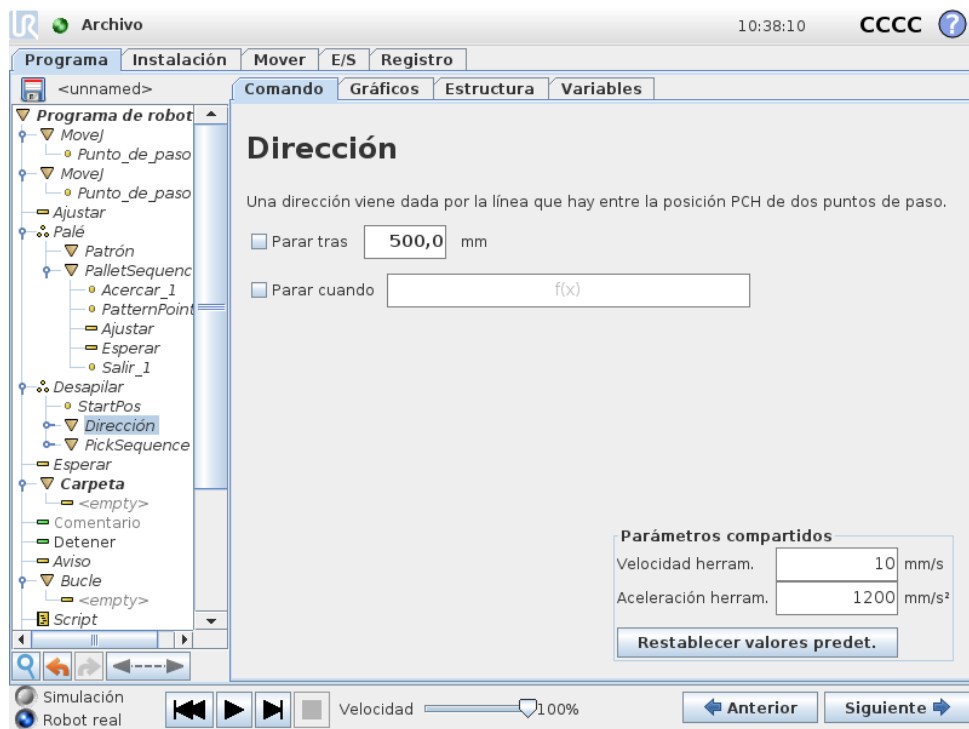 UR Archivo 10:38:10 CCCC ?
Programa Instalación Mover E/S Registro
<unnamed>
Comando Gráficos Estructura Variables
Programa de robot
MoveJ
Punto_de_paso
MoveJ
Punto_de_paso
Ajustar
Palé
Patrón
PalletSequenc
Acercar_1
PatternPoint
Ajustar
Esperar
Salir_1
Desapilar
StartPos
Dirección
PickSequence
Esperar
Carpeta
<empty>
Comentario
Detener
Aviso
Bucle
<empty>
Script
Dirección
Una dirección viene dada por la línea que hay entre la posición PCH de dos puntos de paso.
Parar tras 500,0 mm
Parar cuando f(x)
Parámetros compartidos
Velocidad herram. 10 mm/s
Aceleración herram. 1200 mm/s²
Restablecer valores predet.
Simulación
Robot real
Velocidad 100%
Anterior Siguiente